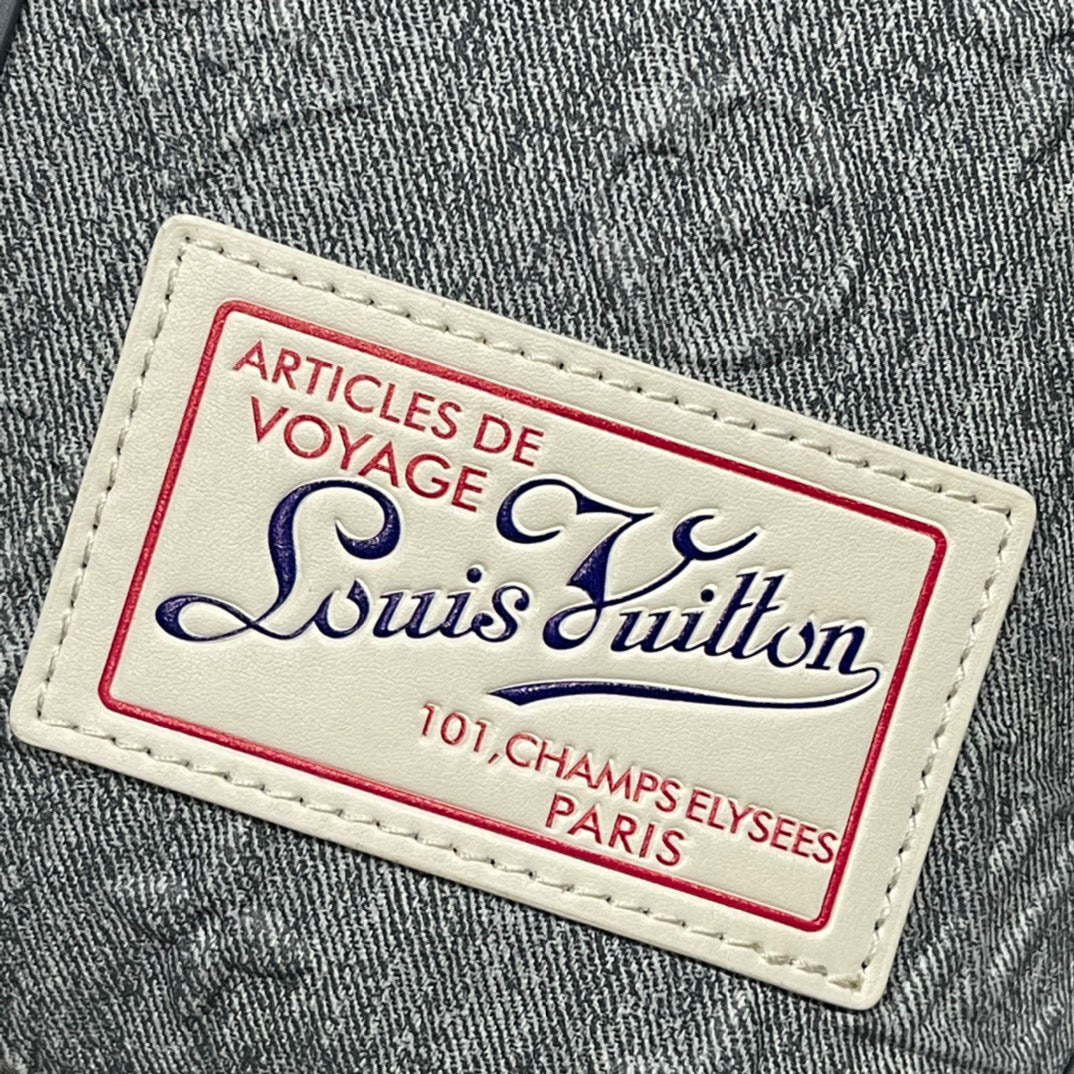 ARTICLES DE
VOYAGE
Louis Vuitton
101, CHAMPS ELYSEES
PARIS